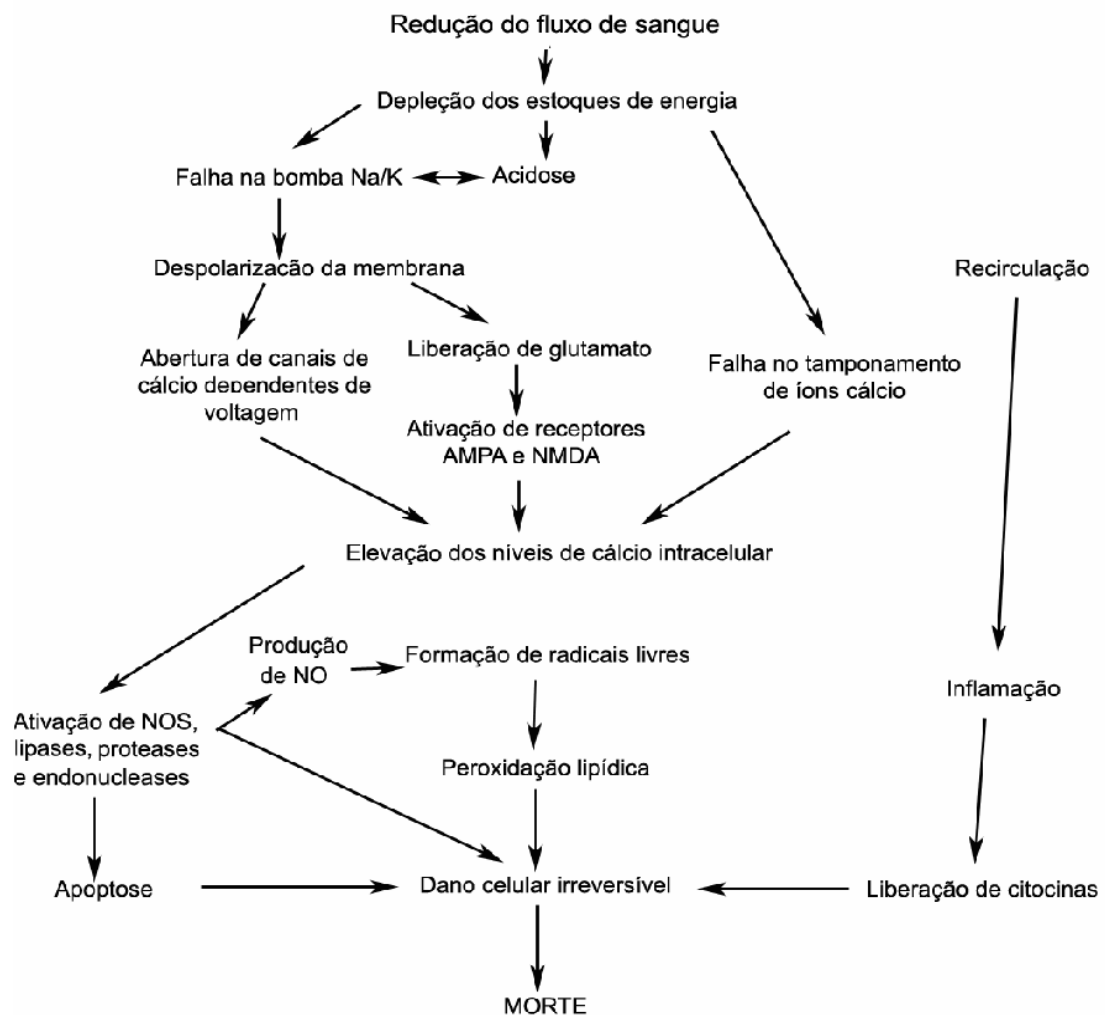 Redução do fluxo de sangue
Depleção dos estoques de energia
Falha na bomba Na/K
Acidose
Despolarização da membrana
Recirculação
Abertura de canais de
cálcio dependentes de
voltagem
Liberação de glutamato
Falha no tamponamento
de íons cálcio
Ativação de receptores
AMPA e NMDA
Elevação dos níveis de cálcio intracelular
Produção
de NO
Formação de radicais livres
Inflamação
Ativação de NOS,
lipases, proteases
e endonucleases
Peroxidação lipídica
Apoptose
Dano celular irreversível
Liberação de citocinas
MORTE